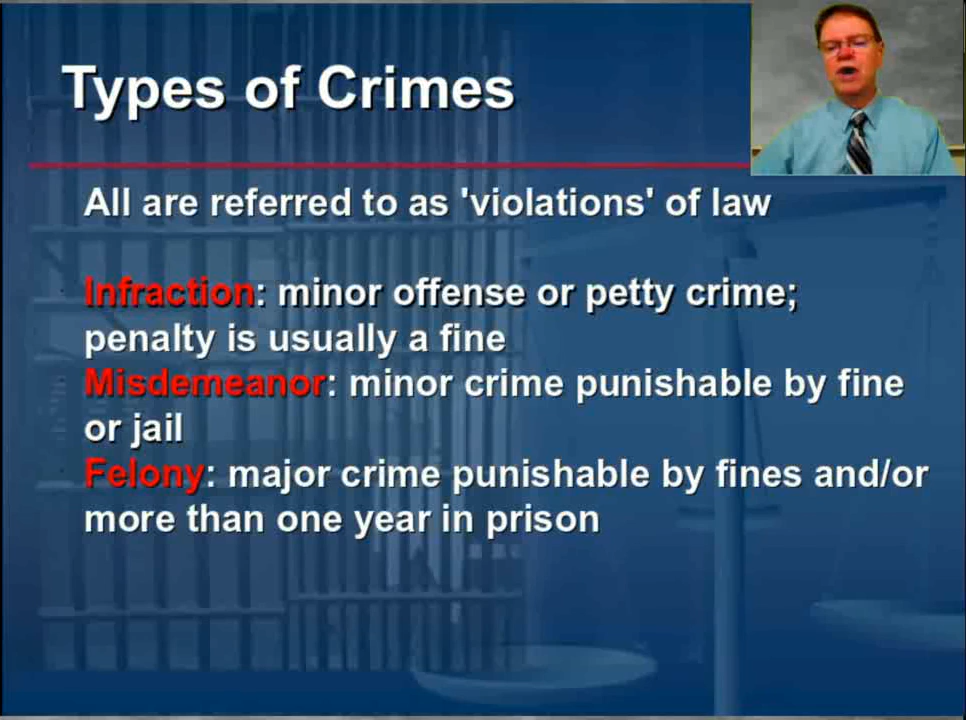 Types of Crimes
All are referred to as 'violations' of law
Infraction: minor offense or petty crime;
penalty is usually a fine
Misdemeanor: minor crime punishable by fine
or jail
Felony: major crime punishable by fines and/or
more than one year in prison